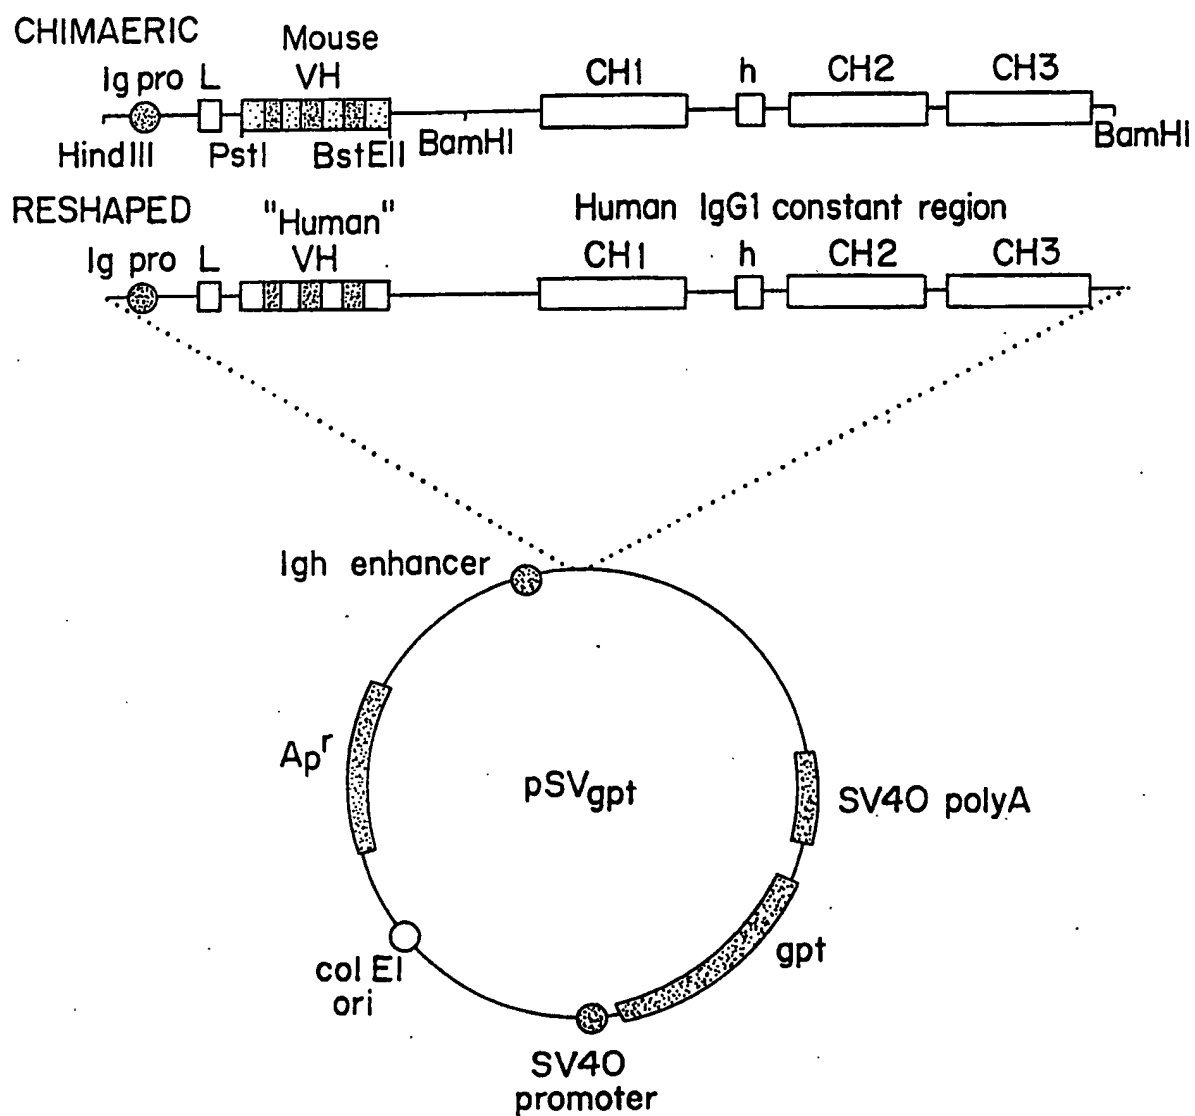 CHIMAERIC
Mouse
Ig pro L VH CH1 h CH2 CH3
HindIII PstI BstEII BamHI BamHI
RESHAPED "Human" Human IgG1 constant region
Ig pro L VH CH1 h CH2 CH3
Igh enhancer
Apr
pSVgpt
SV40 polyA
gpt
col EI
ori
SV40
promoter